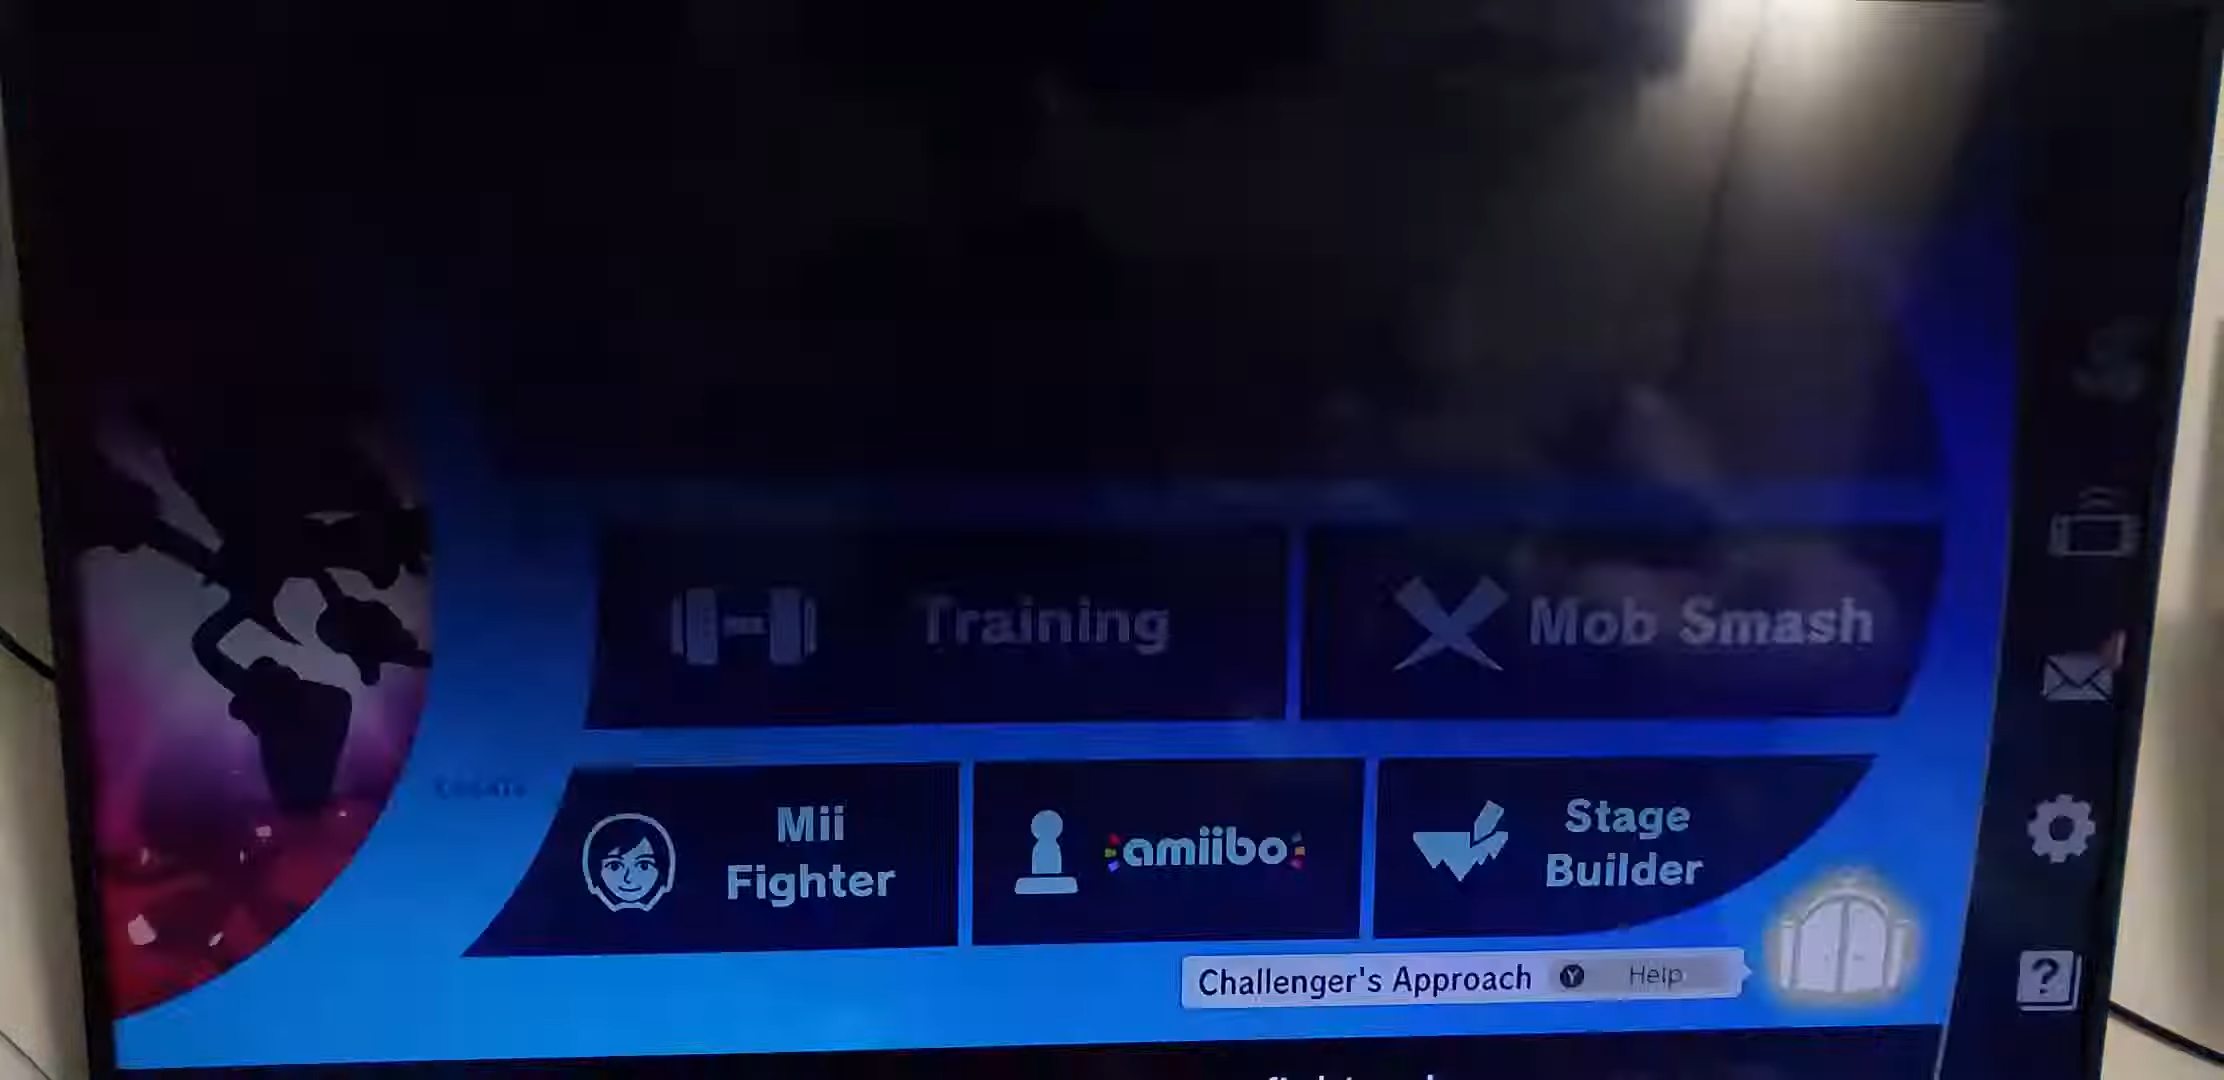 Training
Mob Smash
Mii
Fighter
amiibo
Stage
Builder
Challenger's Approach Y Help
?